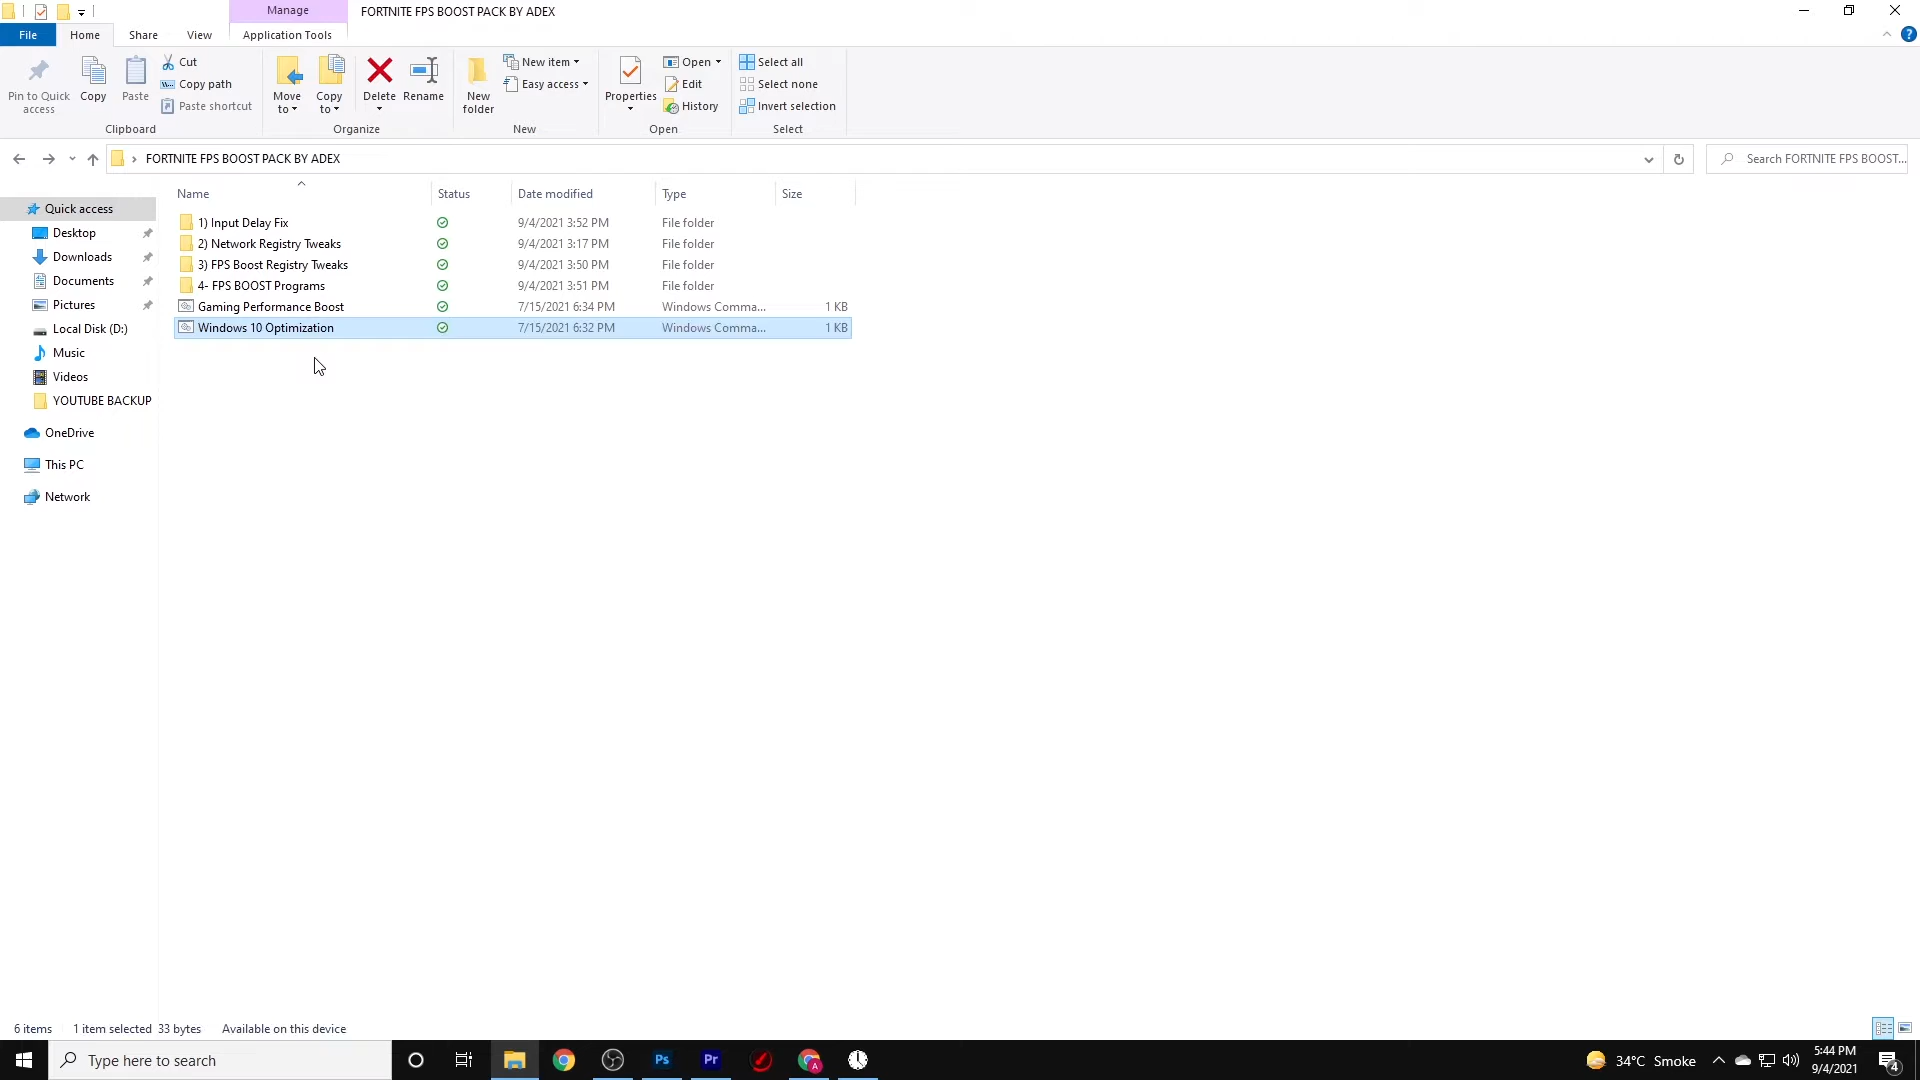 Manage
FORTNITE FPS BOOST PACK BY ADEX
File
Home
Share
View
Application Tools
?
Pin to Quick access
Copy
Paste
Cut
Copy path
Paste shortcut
Clipboard
Move to
Copy to
Delete
Rename
Organize
New folder
New item
Easy access
New
Properties
Open
Edit
History
Open
Select all
Select none
Invert selection
Select
FORTNITE FPS BOOST PACK BY ADEX
Search FORTNITE FPS BOOST...
Name
Status
Date modified
Type
Size
1) Input Delay Fix 9/4/2021 3:52 PM File folder
2) Network Registry Tweaks 9/4/2021 3:17 PM File folder
3) FPS Boost Registry Tweaks 9/4/2021 3:50 PM File folder
4- FPS BOOST Programs 9/4/2021 3:51 PM File folder
Gaming Performance Boost 7/15/2021 6:34 PM Windows Comma... 1 KB
Windows 10 Optimization 7/15/2021 6:32 PM Windows Comma... 1 KB
Quick access
Desktop
Downloads
Documents
Pictures
Local Disk (D:)
Music
Videos
YOUTUBE BACKUP
OneDrive
This PC
Network
6 items 1 item selected 33 bytes Available on this device
Type here to search
Ps
Pr
A
34°C Smoke
5:44 PM
9/4/2021
4